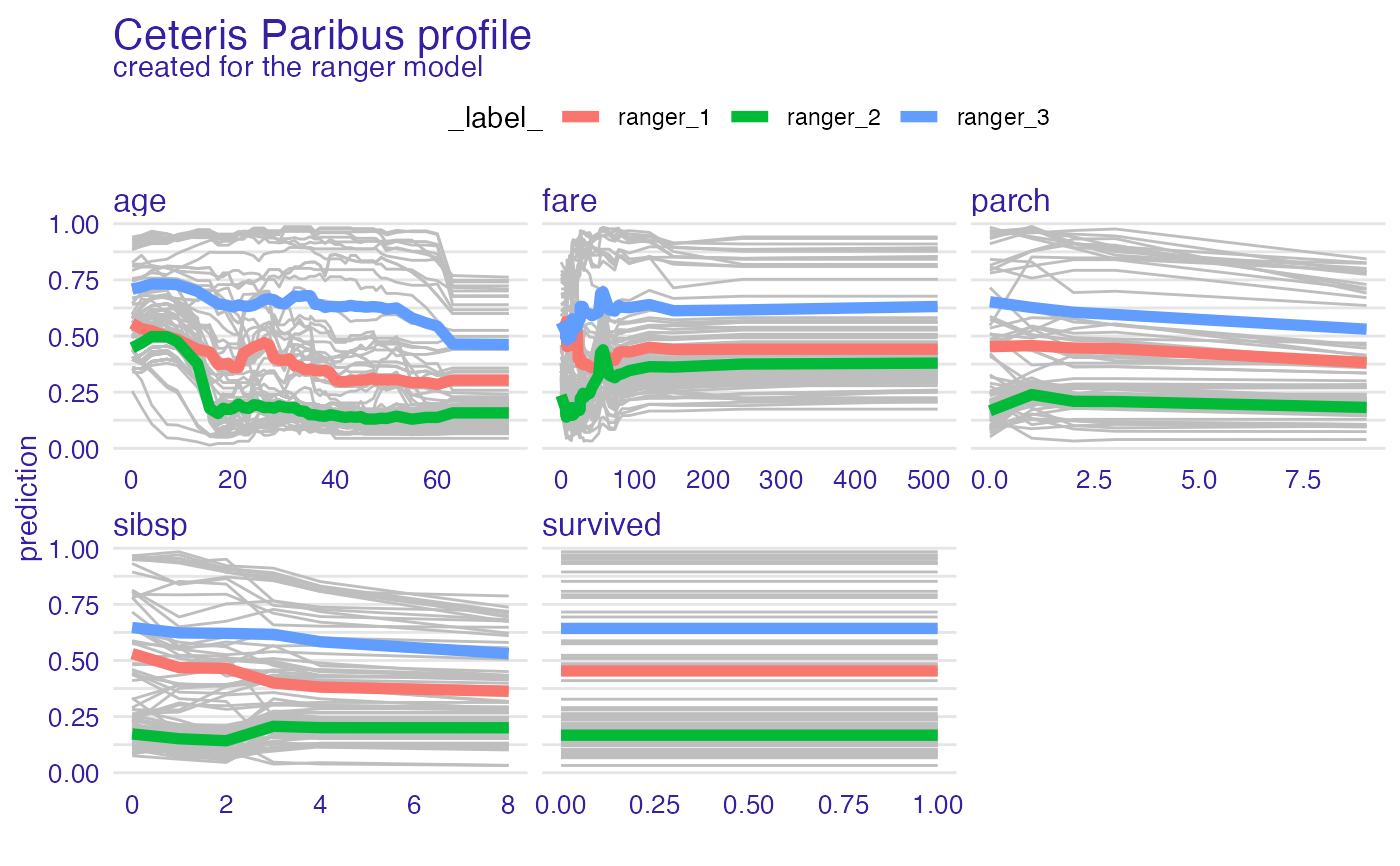 Ceteris Paribus profile
created for the ranger model
_label_ ranger_1 ranger_2 ranger_3
age fare parch
1.00
0.75
0.50
0.25
0.00
0 20 40 60 0 100 200 300 400 500 0.0 2.5 5.0 7.5
prediction
sibsp survived
1.00
0.75
0.50
0.25
0.00
0 2 4 6 8 0.00 0.25 0.50 0.75 1.00